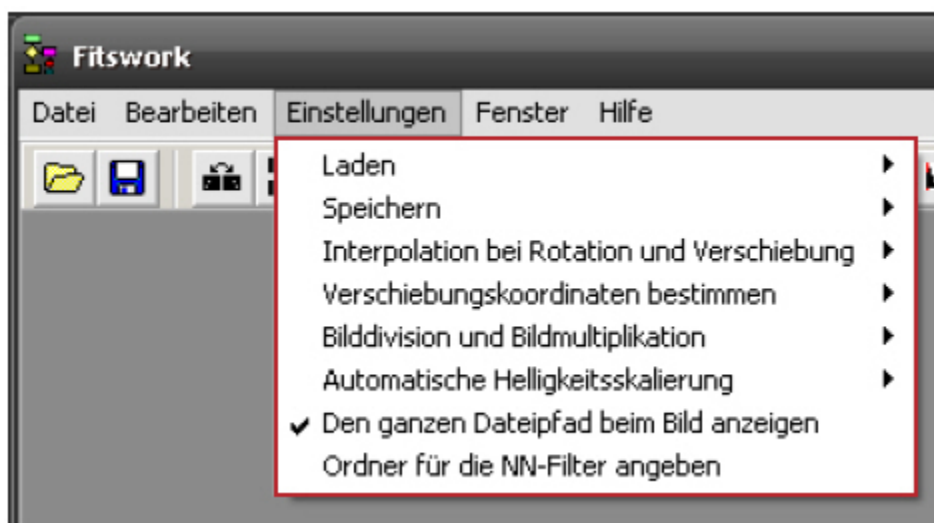 Fitswork
Datei Bearbeiten Einstellungen Fenster Hilfe
Laden
Speichern
Interpolation bei Rotation und Verschiebung
Verschiebungskoordinaten bestimmen
Bilddivision und Bildmultiplikation
Automatische Helligkeitsskalierung
Den ganzen Dateipfad beim Bild anzeigen
Ordner für die NN-Filter angeben